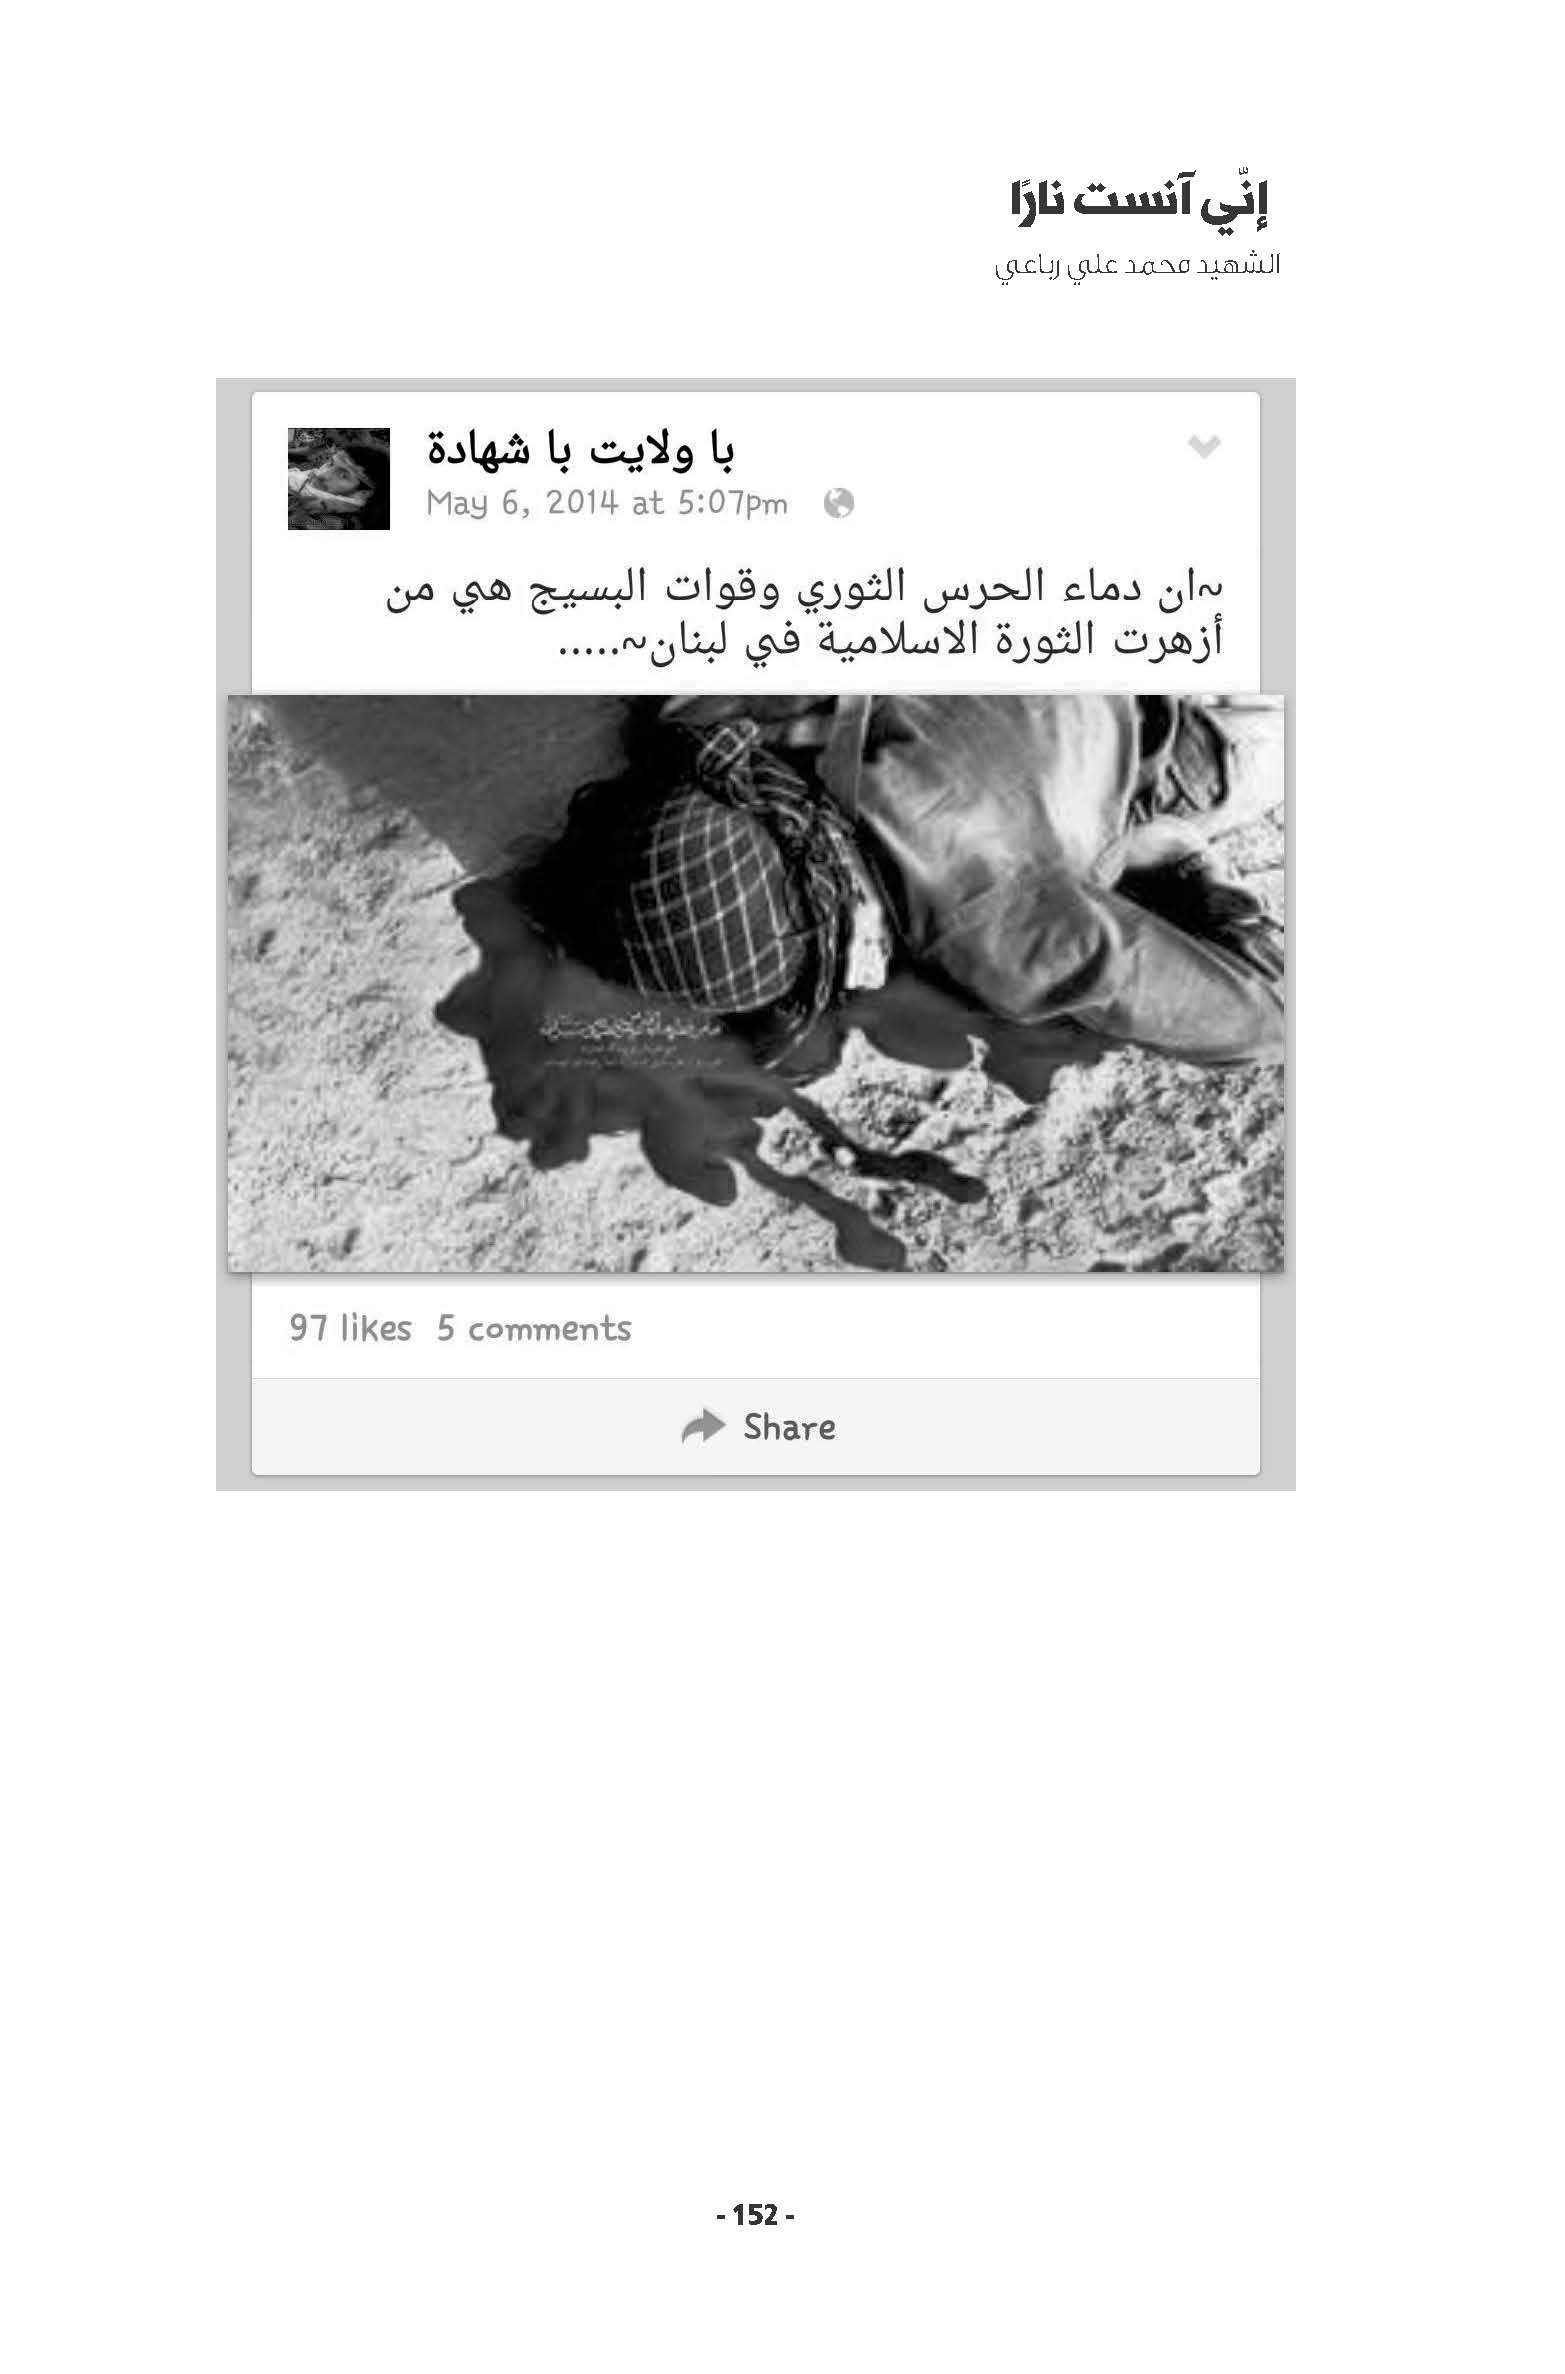 إنّي آنست نارًا
الشهيد محمد علي رباعي
با ولايت با شهادة
May 6, 2014 at 5:07pm
~ان دماء الحرس الثوري وقوات البسيج هي من
أزهرت الثورة الاسلامية في لبنان~.....
97 likes 5 comments
Share
- 152 -